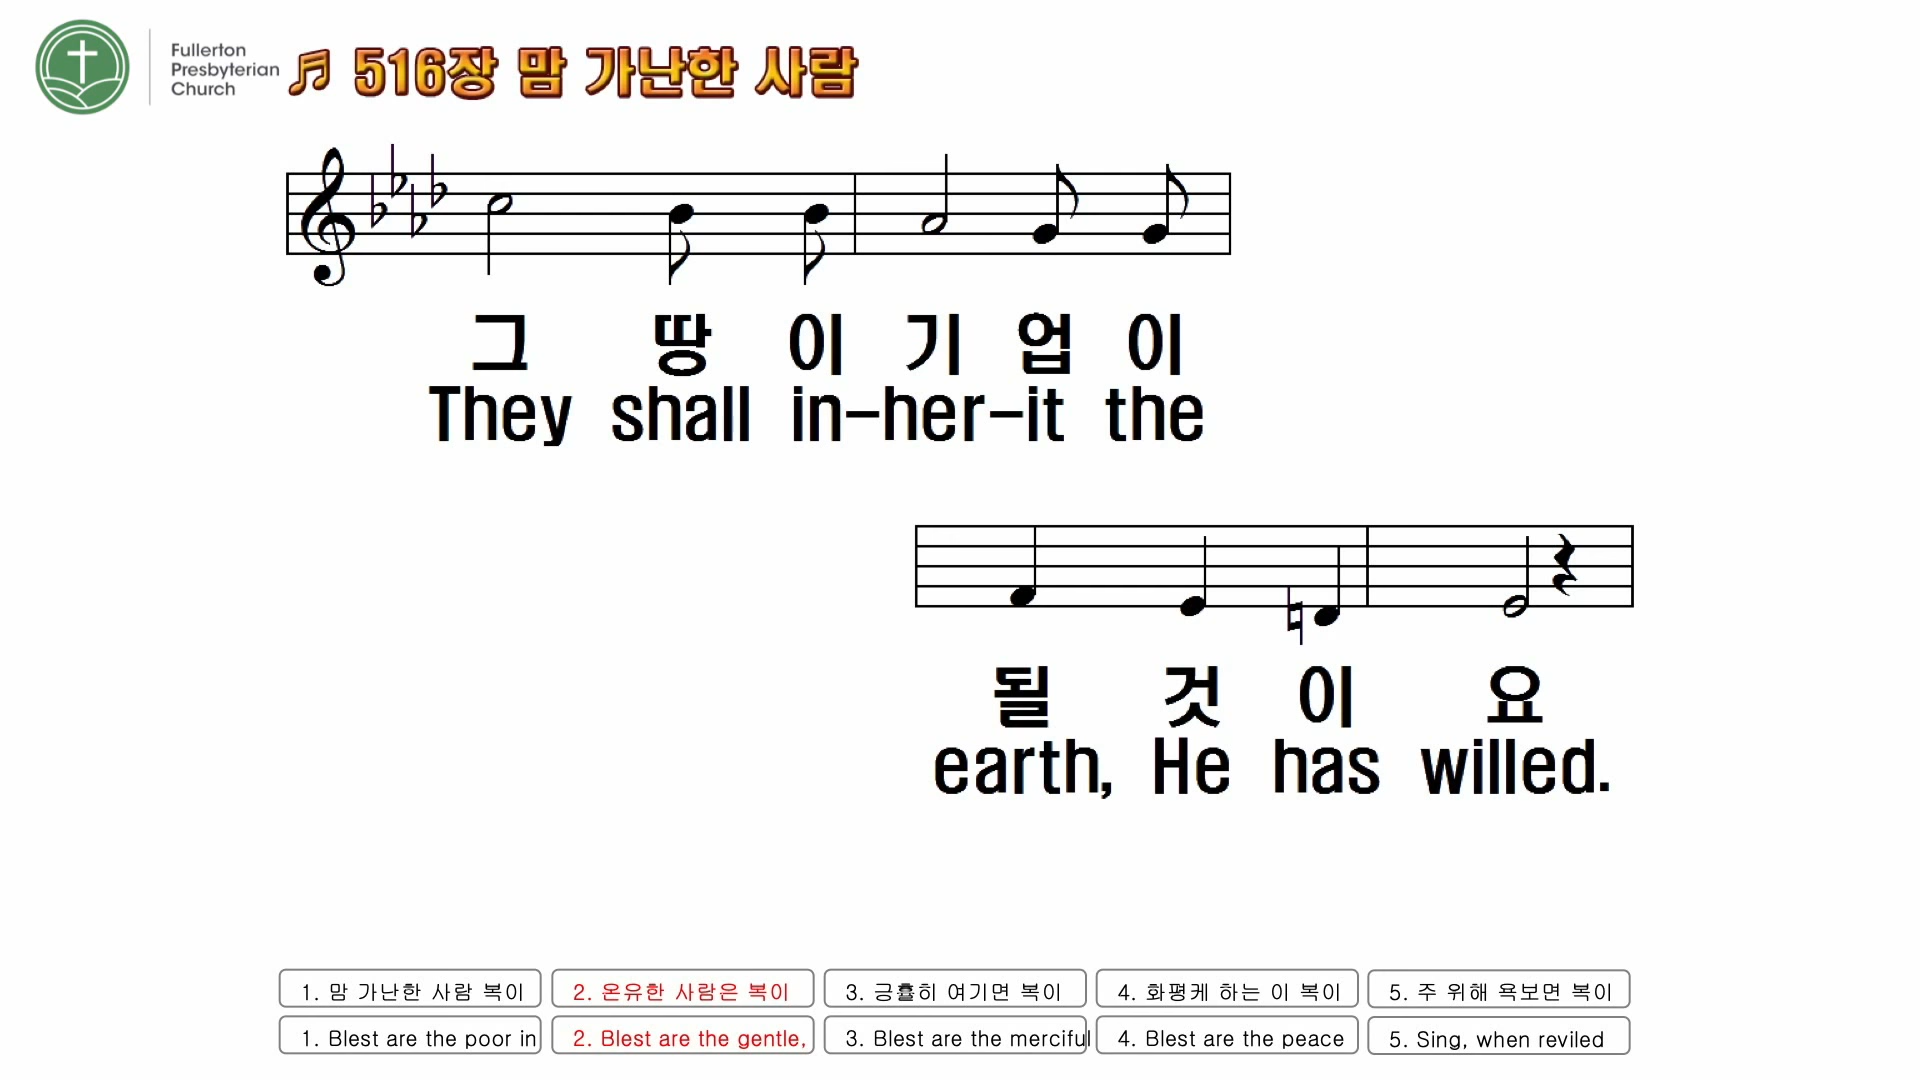 Fullerton
Presbyterian
Church
516장 맘 가난한 사람
그 땅 이 기 업 이
They shall in-her-it the
될 것 이 요
earth, He has willed.
1. 맘 가난한 사람 복이
2. 온유한 사람은 복이
3. 긍휼히 여기면 복이
4. 화평케 하는 이 복이
5. 주 위해 욕보면 복이
1. Blest are the poor in
2. Blest are the gentle,
3. Blest are the merciful
4. Blest are the peace
5. Sing, when reviled